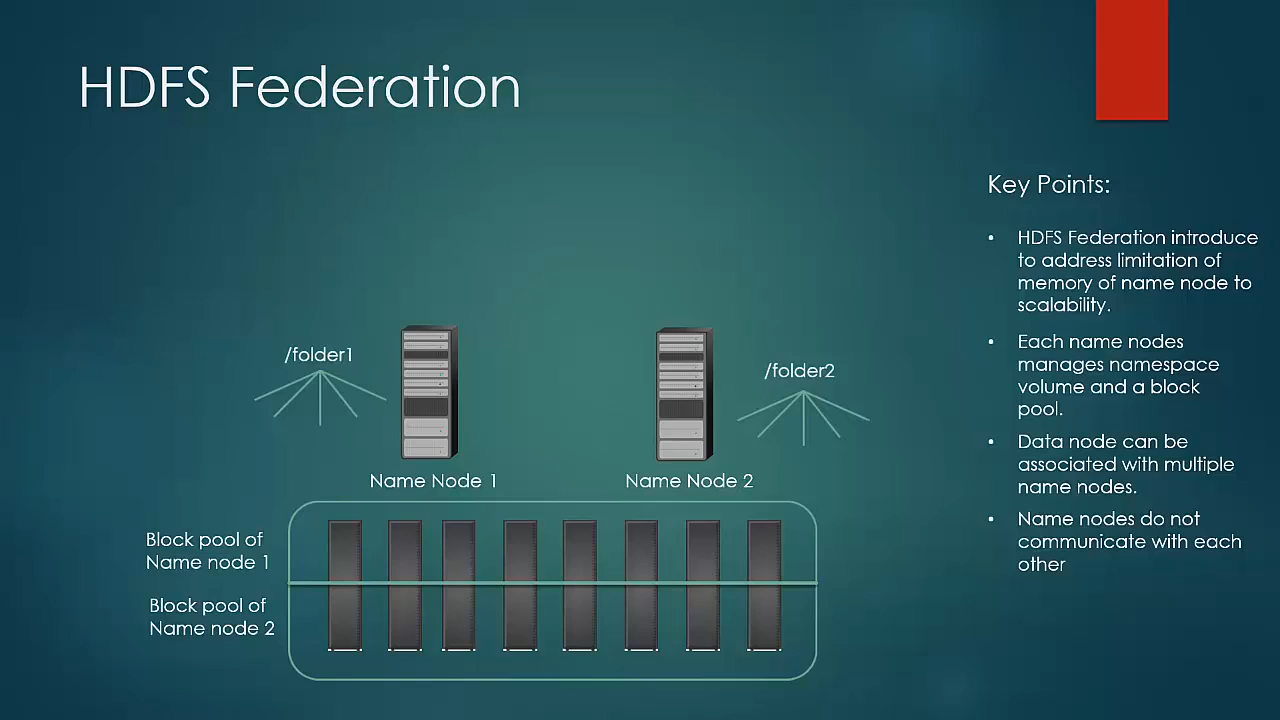 HDFS Federation
Key Points:
• HDFS Federation introduce
to address limitation of
memory of name node to
scalability.
• Each name nodes
manages namespace
volume and a block
pool.
• Data node can be
associated with multiple
name nodes.
• Name nodes do not
communicate with each
other
/folder1
/folder2
Name Node 1
Name Node 2
Block pool of
Name node 1
Block pool of
Name node 2